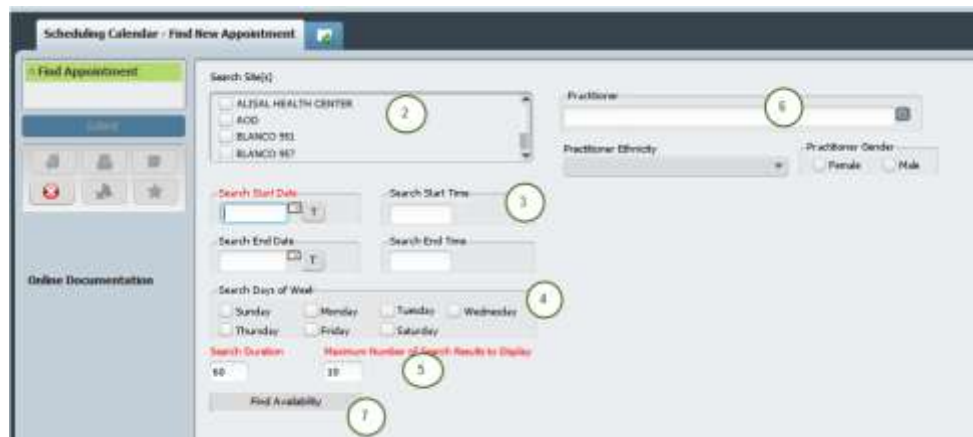 Scheduling Calendar - Find New Appointment
Find Appointment
Submit
Online Documentation
Search Site(s)
ALISAL HEALTH CENTER
AOD
BLANCO 951
BLANCO 967
2
Practitioner
6
Practitioner Ethnicity
Practitioner Gender
Female Male
Search Start Date
T
Search Start Time
3
Search End Date
T
Search End Time
Search Days of Week
4
Sunday Monday Tuesday Wednesday
Thursday Friday Saturday
Search Duration Maximum Number of Search Results to Display
60 10
5
Find Availability
7